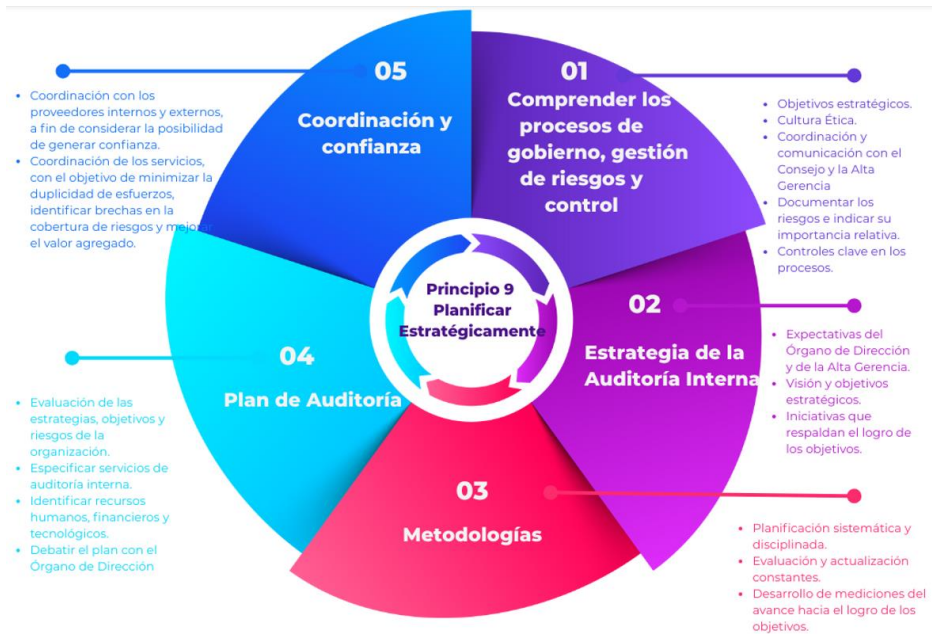 Principio 9
Planificar
Estratégicamente
01
Comprender los
procesos de
gobierno, gestión
de riesgos y
control
• Objetivos estratégicos.
• Cultura Ética.
• Coordinación y
comunicación con el
Consejo y la Alta
Gerencia
• Documentar los
riesgos e indicar su
importancia relativa.
• Controles clave en los
procesos.
02
Estrategia de la
Auditoría Interna
• Expectativas del
Órgano de Dirección
y de la Alta Gerencia.
• Visión y objetivos
estratégicos.
• Iniciativas que
respaldan el logro de
los objetivos.
03
Metodologías
• Planificación sistemática y
disciplinada.
• Evaluación y actualización
constantes.
• Desarrollo de mediciones del
avance hacia el logro de los
objetivos.
04
Plan de Auditoría
• Evaluación de las
estrategias, objetivos y
riesgos de la
organización.
• Especificar servicios de
auditoría interna.
• Identificar recursos
humanos, financieros y
tecnológicos.
• Debatir el plan con el
Órgano de Dirección
05
Coordinación y
confianza
• Coordinación con los
proveedores internos y externos,
a fin de considerar la posibilidad
de generar confianza.
• Coordinación de los servicios,
con el objetivo de minimizar la
duplicidad de esfuerzos,
identificar brechas en la
cobertura de riesgos y mejorar
el valor agregado.